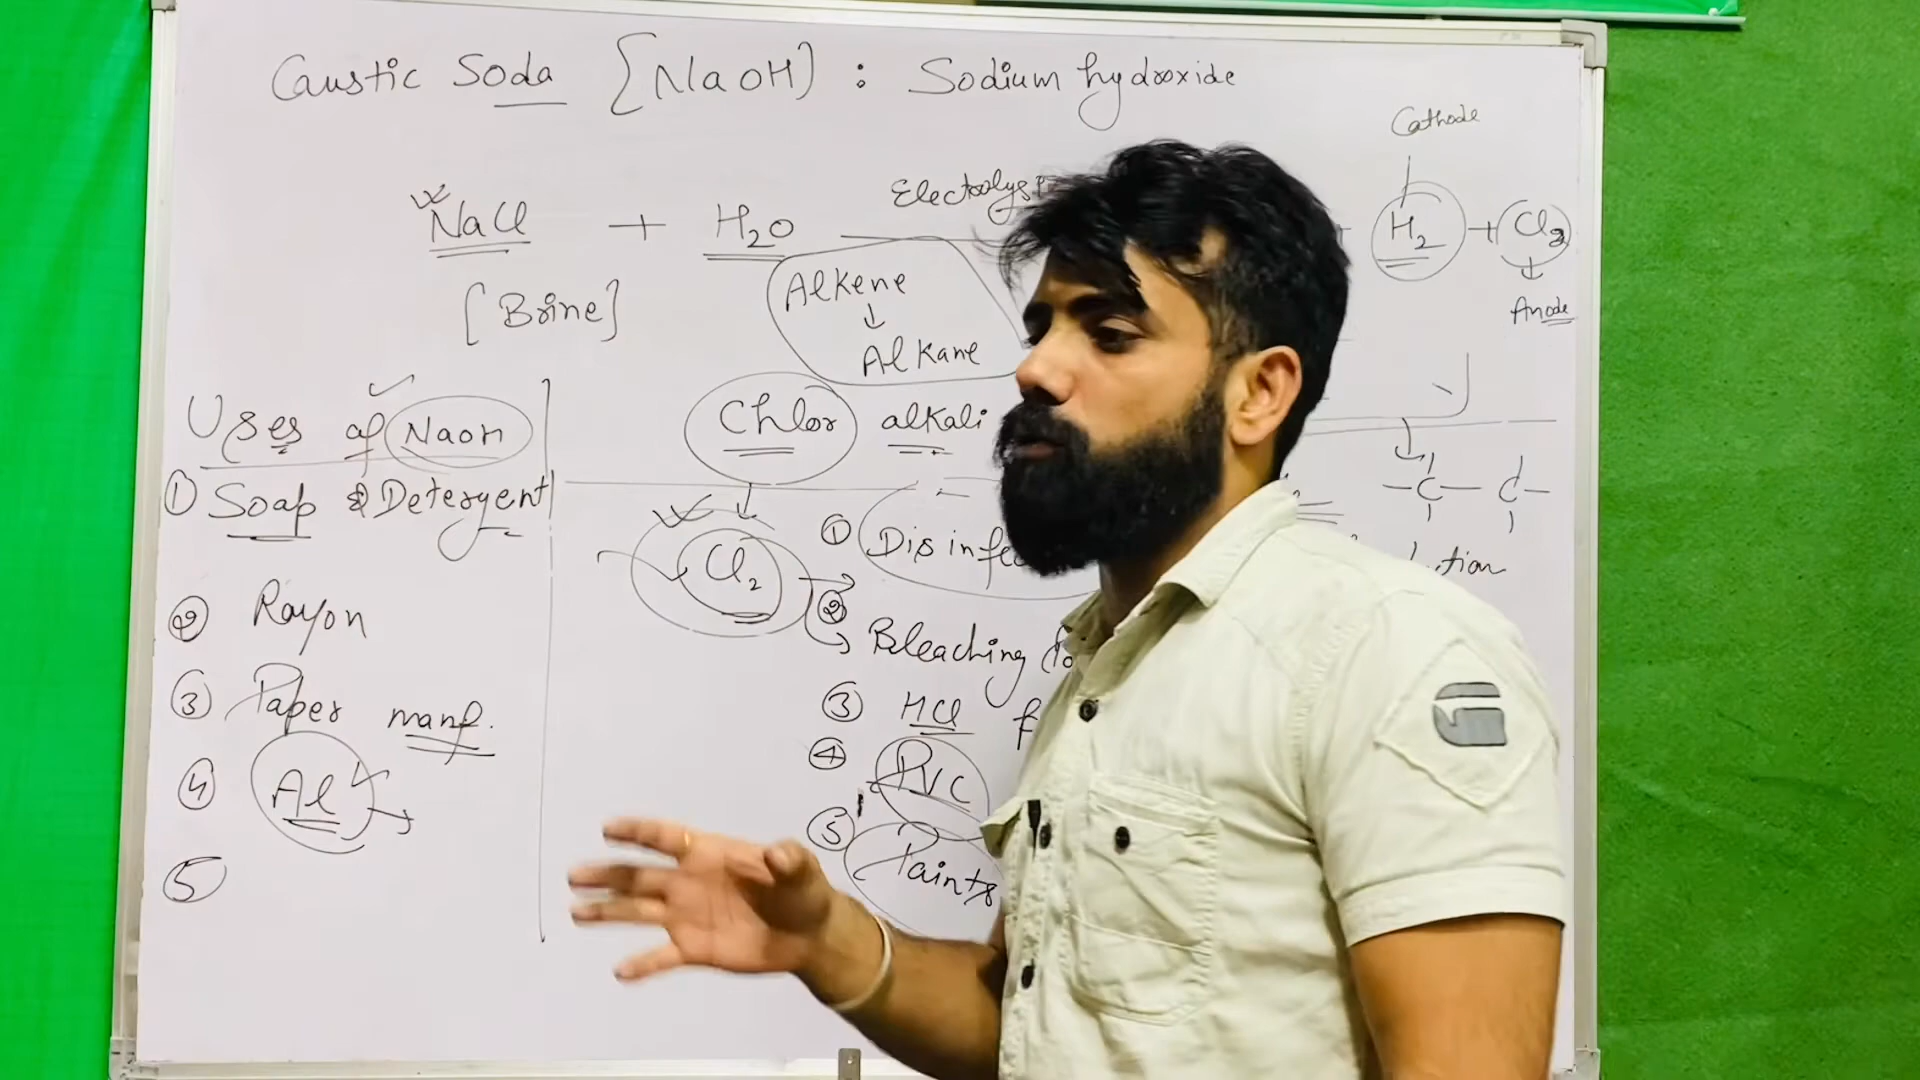 Caustic Soda [NaOH] : Sodium hydroxide
Cathode
NaCl + H2O Electrolys H2 + Cl2
[Brine]
Anode
Alkene
↓
Alkane
Uses of NaOH
Chlor alkali
① Soap & Detergent
Cl2
② Rayon
③ Paper manf.
④ Al
⑤
① Disinfec
② Bleaching
③ HCl f
④ PVC
⑤ Paints
-C-C-
tion